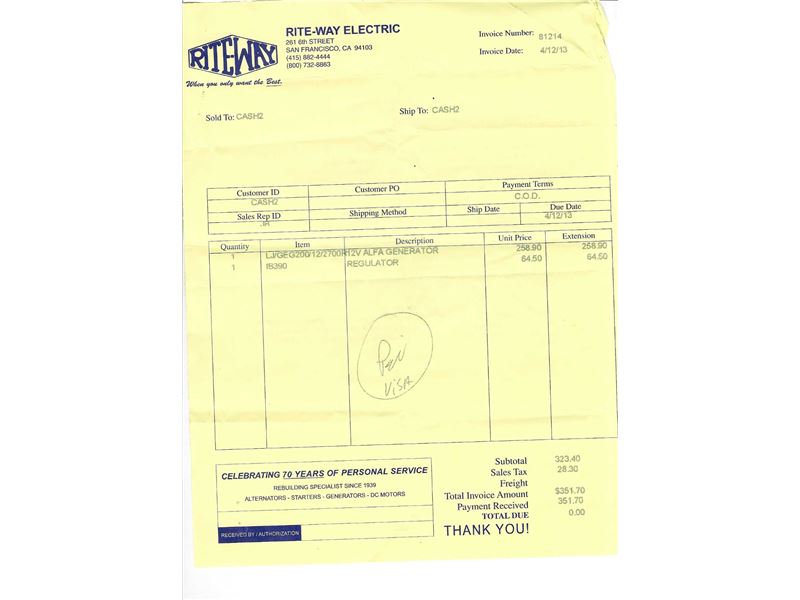 RITE-WAY
When you only want the Best.
RITE-WAY ELECTRIC
261 6th STREET
SAN FRANCISCO, CA 94103
(415) 882-4444
(800) 732-8863
Invoice Number: 81214
Invoice Date: 4/12/13
Sold To: CASH2
Ship To: CASH2
Customer ID Customer PO Payment Terms
CASH2 C.O.D.
Sales Rep ID Shipping Method Ship Date Due Date
JR 4/12/13
Quantity Item Description Unit Price Extension
1 LJ/GEG200/12/2700R12V ALFA GENERATOR 258.90 258.90
1 IB390 REGULATOR 64.50 64.50
VISA
Subtotal 323.40
Sales Tax 28.30
Freight
Total Invoice Amount $351.70
Payment Received 351.70
TOTAL DUE 0.00
THANK YOU!
CELEBRATING 70 YEARS OF PERSONAL SERVICE
REBUILDING SPECIALIST SINCE 1939
ALTERNATORS - STARTERS - GENERATORS - DC MOTORS
RECEIVED BY / AUTHORIZATION